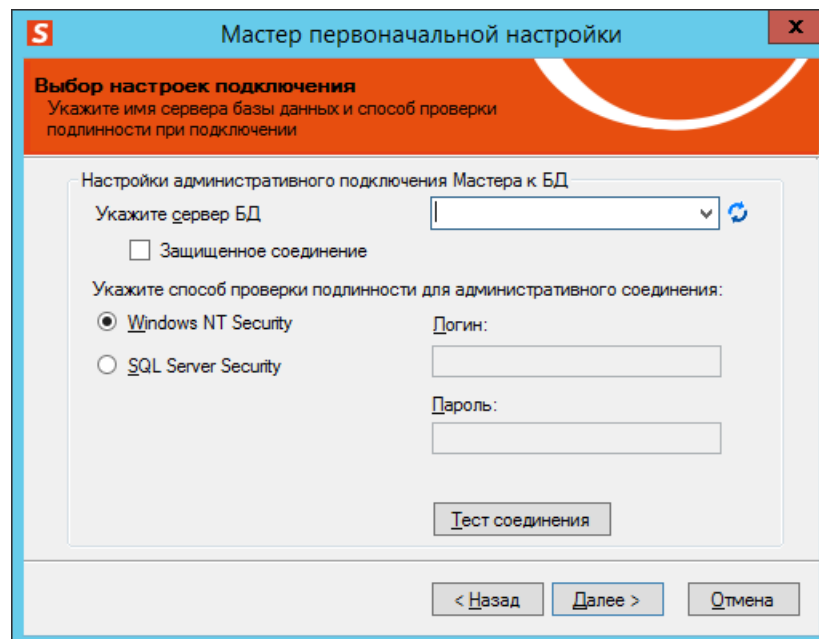 S
Мастер первоначальной настройки
x
Выбор настроек подключения
Укажите имя сервера базы данных и способ проверки
подлинности при подключении
Настройки административного подключения Мастера к БД
Укажите сервер БД
Защищенное соединение
Укажите способ проверки подлинности для административного соединения:
Windows NT Security
Логин:
SQL Server Security
Пароль:
Тест соединения
< Назад
Далее >
Отмена